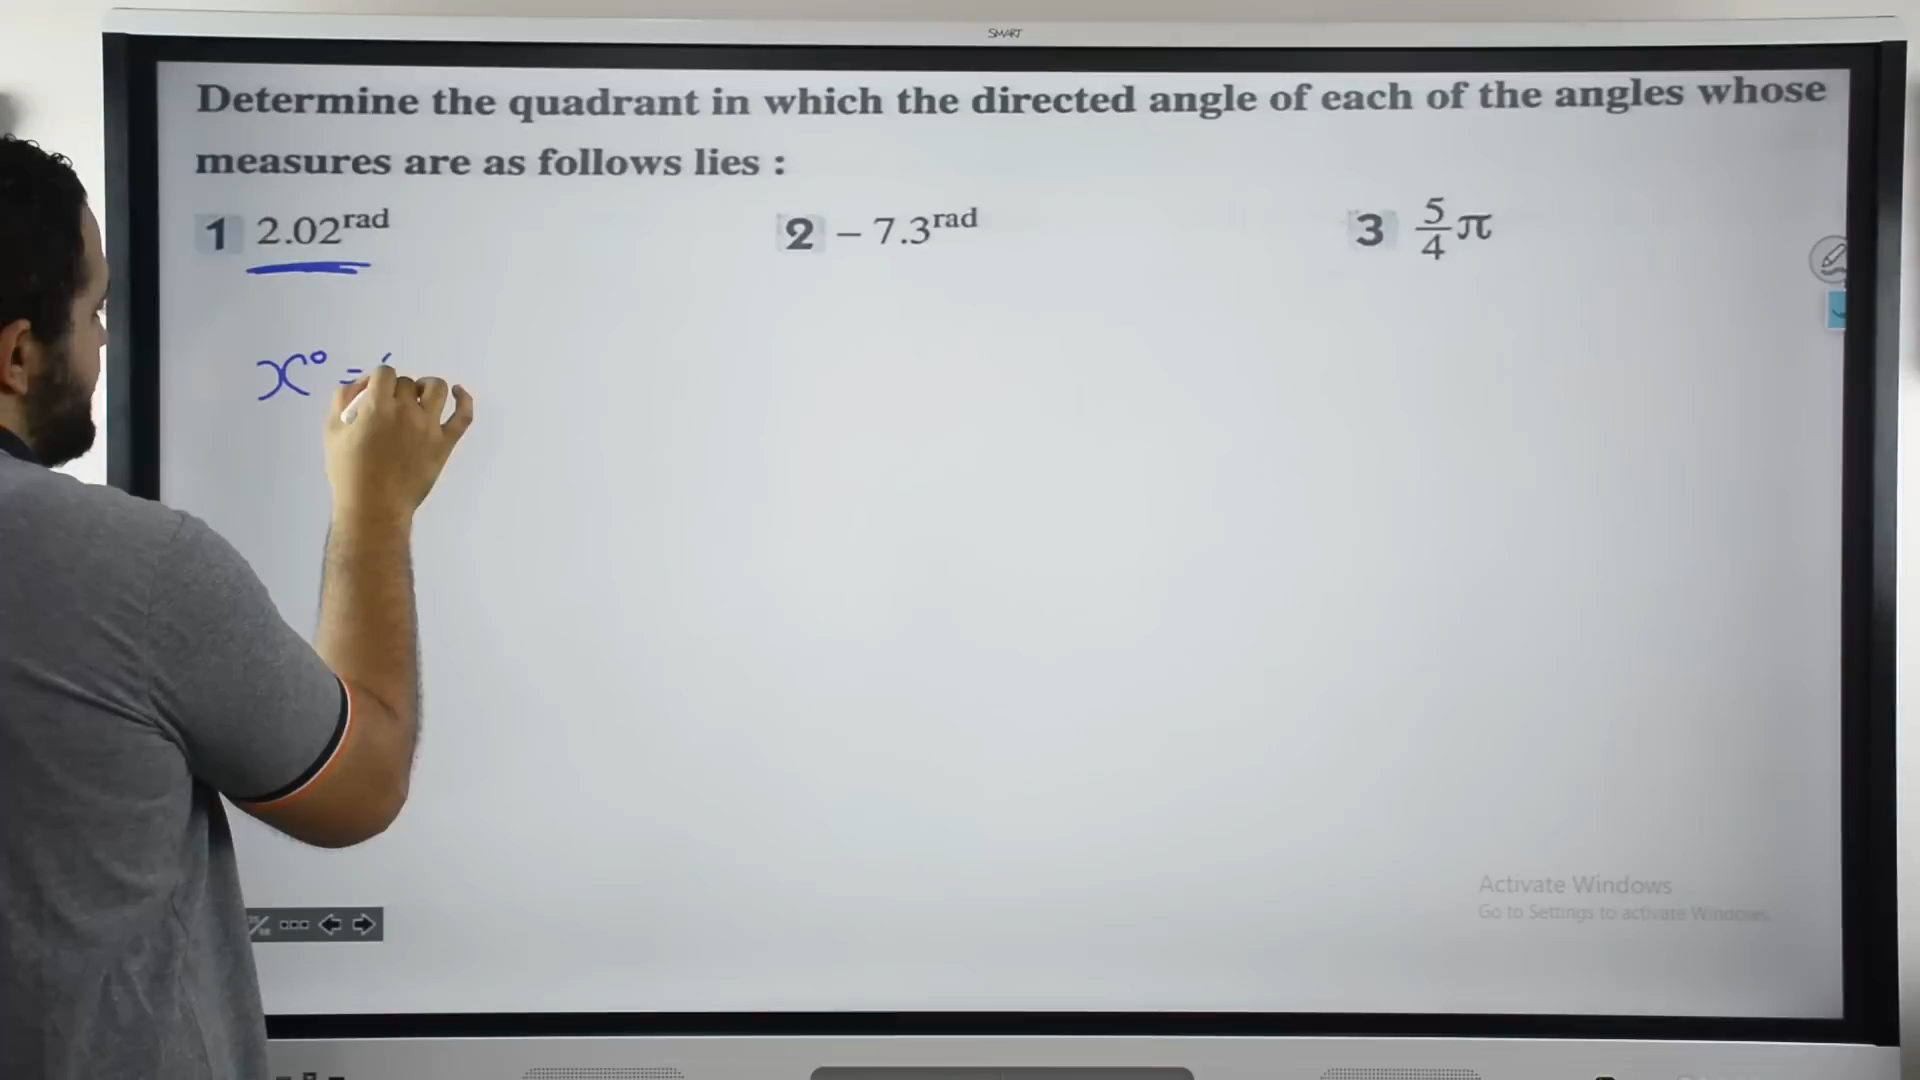 SMART
Determine the quadrant in which the directed angle of each of the angles whose
measures are as follows lies :
1 2.02ʳᵃᵈ
2 – 7.3ʳᵃᵈ
3 5/4 π
x° =
Activate Windows
Go to Settings to activate Windows.